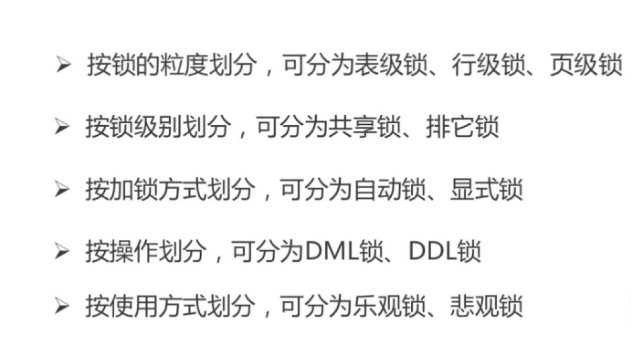 ➢ 按锁的粒度划分，可分为表级锁、行级锁、页级锁
➢ 按锁级别划分，可分为共享锁、排它锁
➢ 按加锁方式划分，可分为自动锁、显式锁
➢ 按操作划分，可分为DML锁、DDL锁
➢ 按使用方式划分，可分为乐观锁、悲观锁